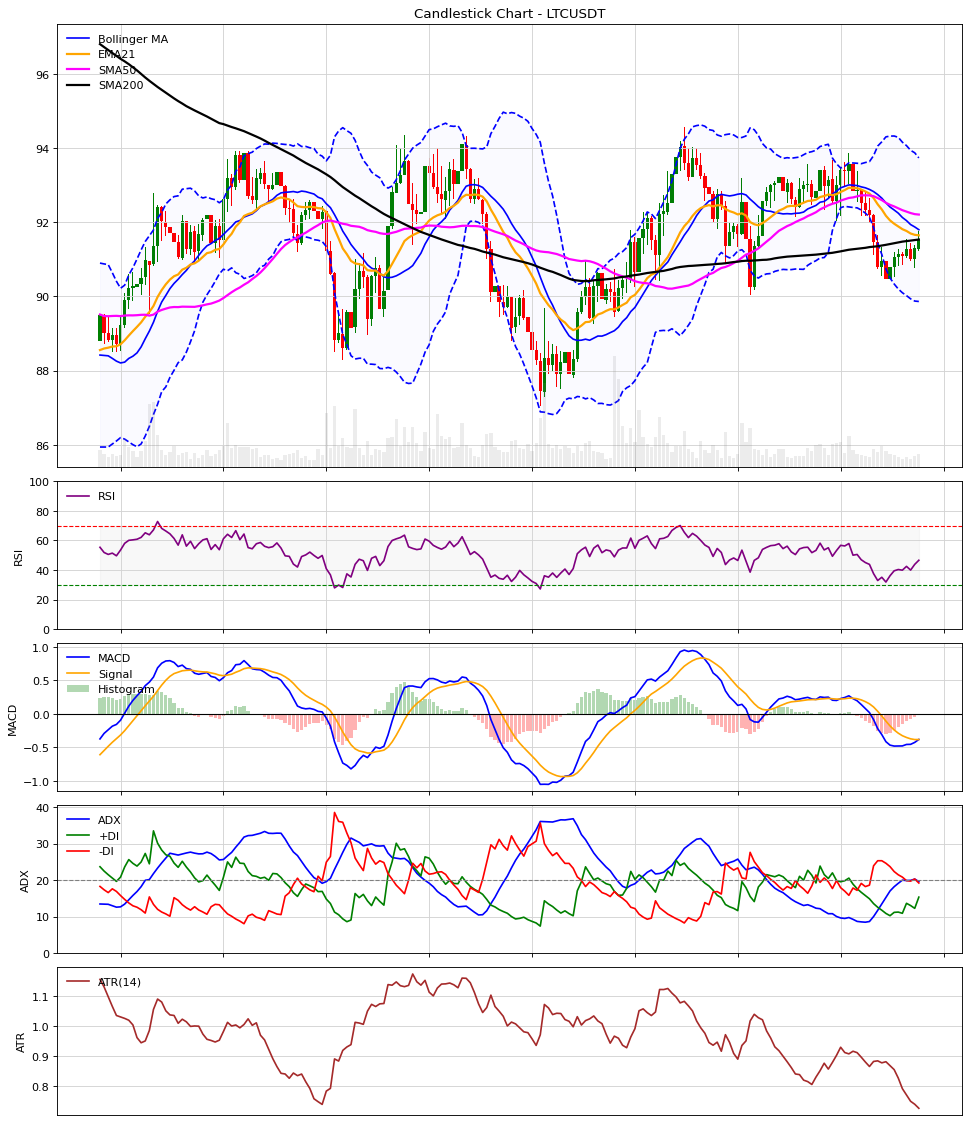 Candlestick Chart - LTCUSDT
Bollinger MA
EMA21
SMA50
SMA200
96
94
92
90
88
86
RSI
RSI
100
80
60
40
20
0
MACD
MACD
Signal
Histogram
1.0
0.5
0.0
−0.5
−1.0
ADX
ADX
+DI
-DI
40
30
20
10
0
ATR
ATR(14)
1.1
1.0
0.9
0.8